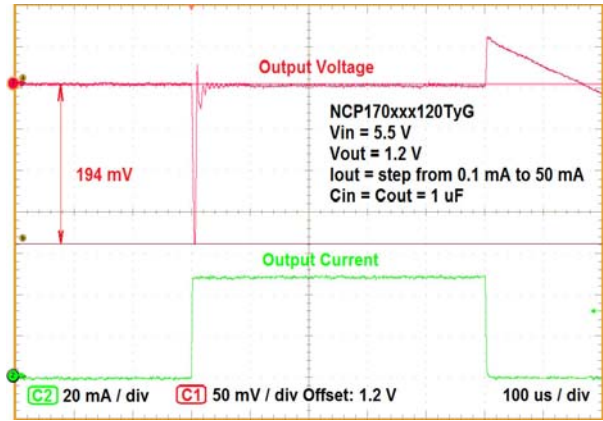 Output Voltage
NCP170xxx120TyG
Vin = 5.5 V
Vout = 1.2 V
Iout = step from 0.1 mA to 50 mA
Cin = Cout = 1 uF
194 mV
Output Current
C2 20 mA / div C1 50 mV / div Offset: 1.2 V 100 us / div